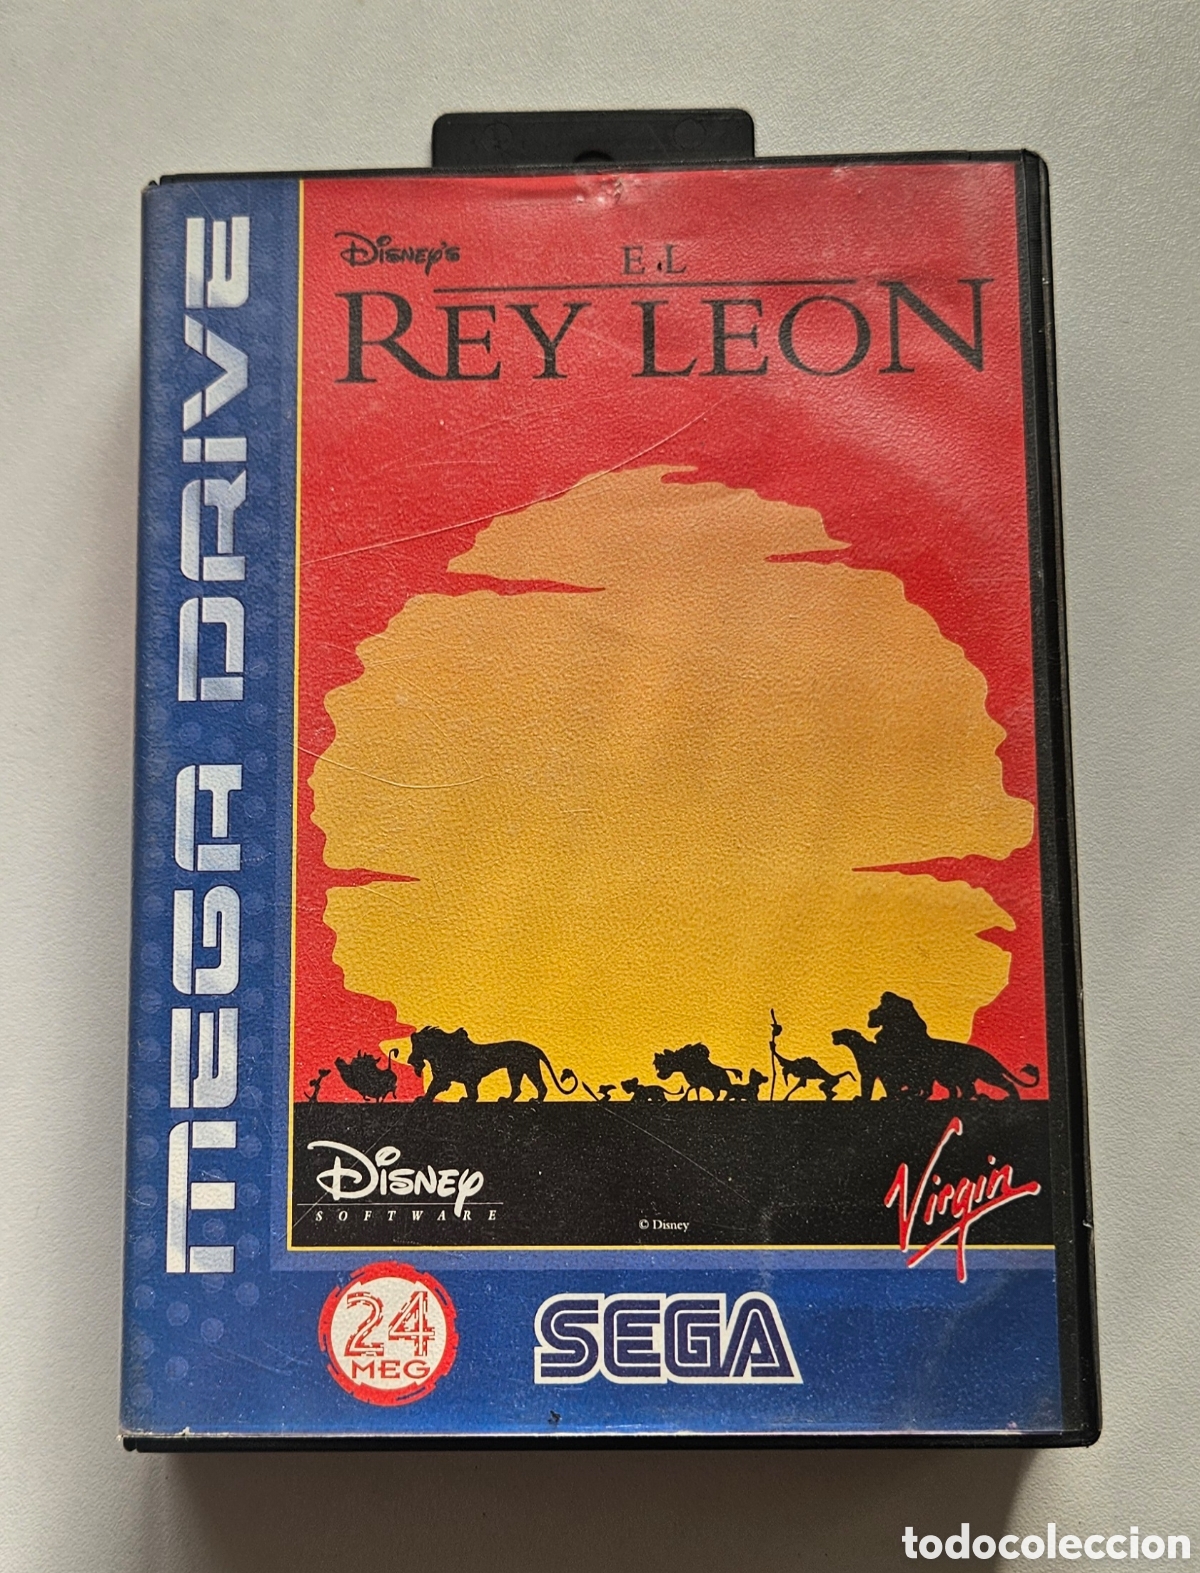 MEGA DRIVE
Disney's
EL
REY LEON
Disney
SOFTWARE
© Disney
Virgin
24
MEG
SEGA
todocoleccion